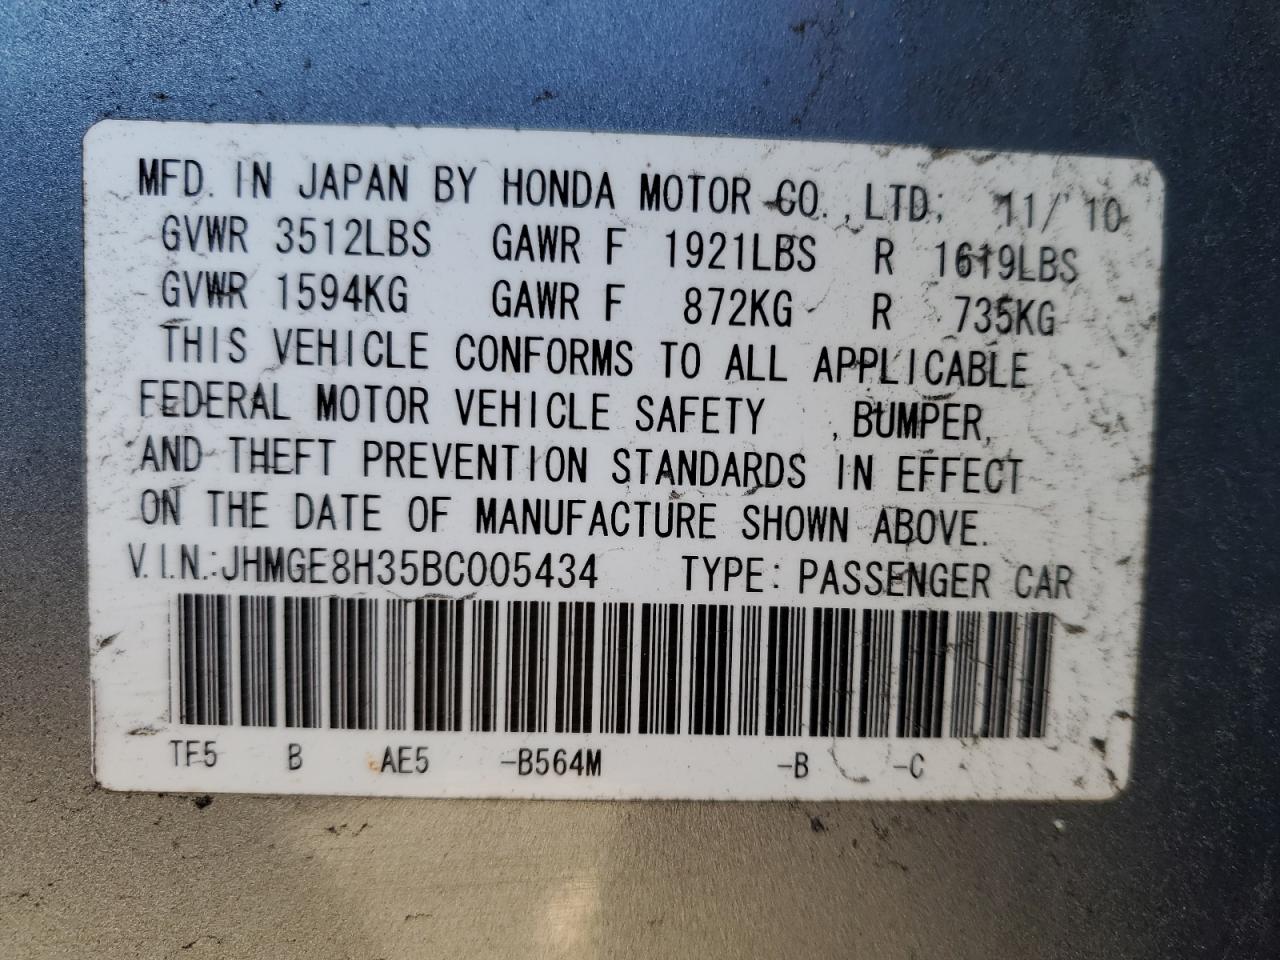 MFD. IN JAPAN BY HONDA MOTOR CO.,LTD. 11/10
GVWR 3512LBS GAWR F 1921LBS R 1619LBS
GVWR 1594KG GAWR F 872KG R 735KG
THIS VEHICLE CONFORMS TO ALL APPLICABLE
FEDERAL MOTOR VEHICLE SAFETY , BUMPER,
AND THEFT PREVENTION STANDARDS IN EFFECT
ON THE DATE OF MANUFACTURE SHOWN ABOVE.
V.I.N.:JHMGE8H35BC005434 TYPE: PASSENGER CAR
TF5 B AE5 -B564M -B -C